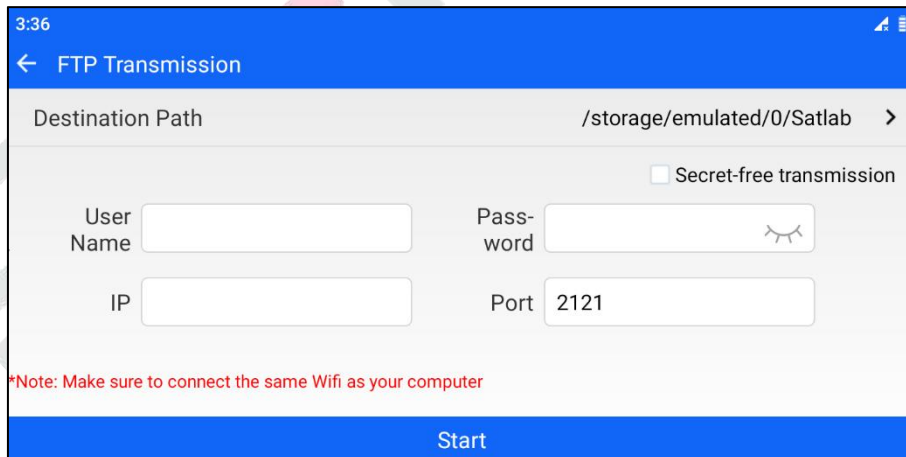 3:36
FTP Transmission
Destination Path /storage/emulated/0/Satlab
Secret-free transmission
User Name
Pass-
word
IP
Port 2121
*Note: Make sure to connect the same Wifi as your computer
Start